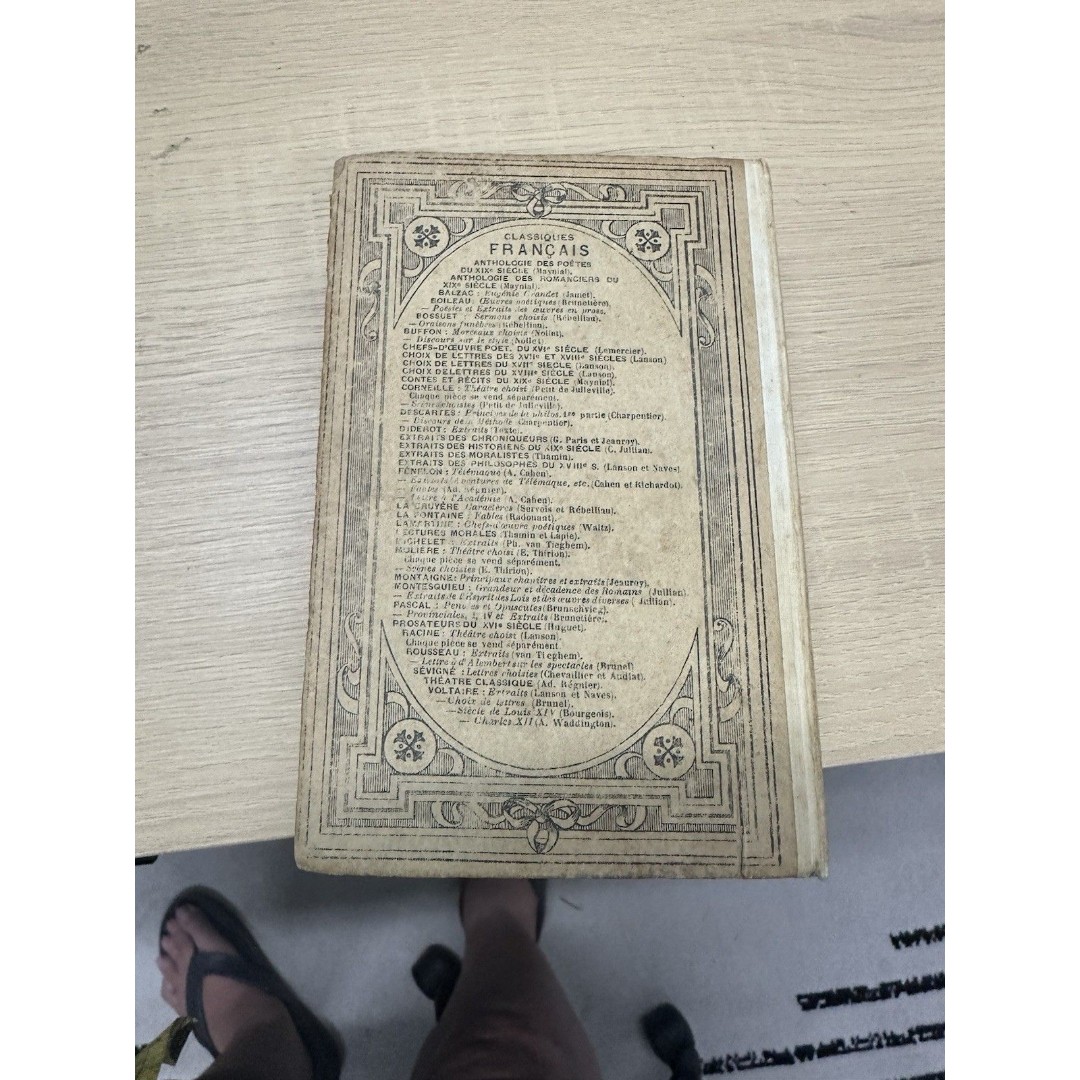 CLASSIQUES
FRANÇAIS
ANTHOLOGIE DES POÈTES
DU XIXe SIÈCLE (Maynial).
ANTHOLOGIE DES ROMANCIERS DU
XIXe SIÈCLE (Maynial).
BALZAC : Eugénie Grandet (Jamet).
BOILEAU : Œuvres poétiques (Brunetière).
— Poésies et Extraits des œuvres en prose.
BOSSUET : Sermons choisis (Rébelliau).
— Oraisons funèbres (Rébelliau).
BUFFON : Morceaux choisis (Nollet).
— Discours sur le style (Nollet)
CHEFS-D'ŒUVRE POET. DU XVIe SIÈCLE (Lemercier).
CHOIX DE LETTRES DES XVIIe ET XVIIIe SIÈCLES (Lanson)
CHOIX DE LETTRES DU XVIIe SIECLE (Lanson).
CHOIX DE LETTRES DU XVIIIe SIÈCLE (Lanson).
CONTES ET RÉCITS DU XIXe SIÈCLE (Maynial).
CORNEILLE : Théâtre choisi (Petit de Julleville).
Chaque pièce se vend séparément.
— Scènes choisies (Petit de Julleville).
DESCARTES : Principes de la philos. 1re partie (Charpentier).
— Discours de la Méthode (Charpentier).
DIDEROT : Extraits (Texte).
EXTRAITS DES CHRONIQUEURS (G. Paris et Jeanroy).
EXTRAITS DES HISTORIENS DU XIXe SIÈCLE (C. Jullian).
EXTRAITS DES MORALISTES (Thamin).
EXTRAITS DES PHILOSOPHES DU XVIIIe S. (Lanson et Naves).
FÉNELON : Télémaque (A. Cahen).
— Extraits Aventures de Télémaque, etc. (Cahen et Richardot).
— Fables (Ad. Régnier).
— Lettre à l'Académie (A. Cahen).
LA BRUYÈRE Caractères (Servois et Rébelliau).
LA FONTAINE : Fables (Radouant).
LAMARTINE : Chefs-d'œuvre poétiques (Waltz).
LECTURES MORALES (Thamin et Lapie).
MICHELET : Extraits (Ph. van Tieghem).
MOLIÈRE : Théâtre choisi (E. Thirion).
Chaque pièce se vend séparément.
— Scènes choisies (E. Thirion).
MONTAIGNE : Principaux chapitres et extraits (Jeanroy).
MONTESQUIEU : Grandeur et décadence des Romains (Jullian).
— Extraits de l'Esprit des Lois et des œuvres diverses (Jullian).
PASCAL : Pensées et Opuscules (Brunschvicg).
— Provinciales, I, IV et Extraits (Brunetière).
PROSATEURS DU XVIe SIÈCLE (Huguet).
RACINE : Théâtre choisi (Lanson).
Chaque pièce se vend séparément
ROUSSEAU : Extraits (van Tieghem)
— Lettre à d'Alembert sur les spectacles (Brunel)
SÉVIGNÉ : Lettres choisies (Chevaillier et Audiat).
THÉATRE CLASSIQUE (Ad. Régnier).
VOLTAIRE : Extraits (Lanson et Naves).
— Choix de lettres (Brunel).
— Siècle de Louis XIV (Bourgeois).
— Charles XII (A. Waddington).